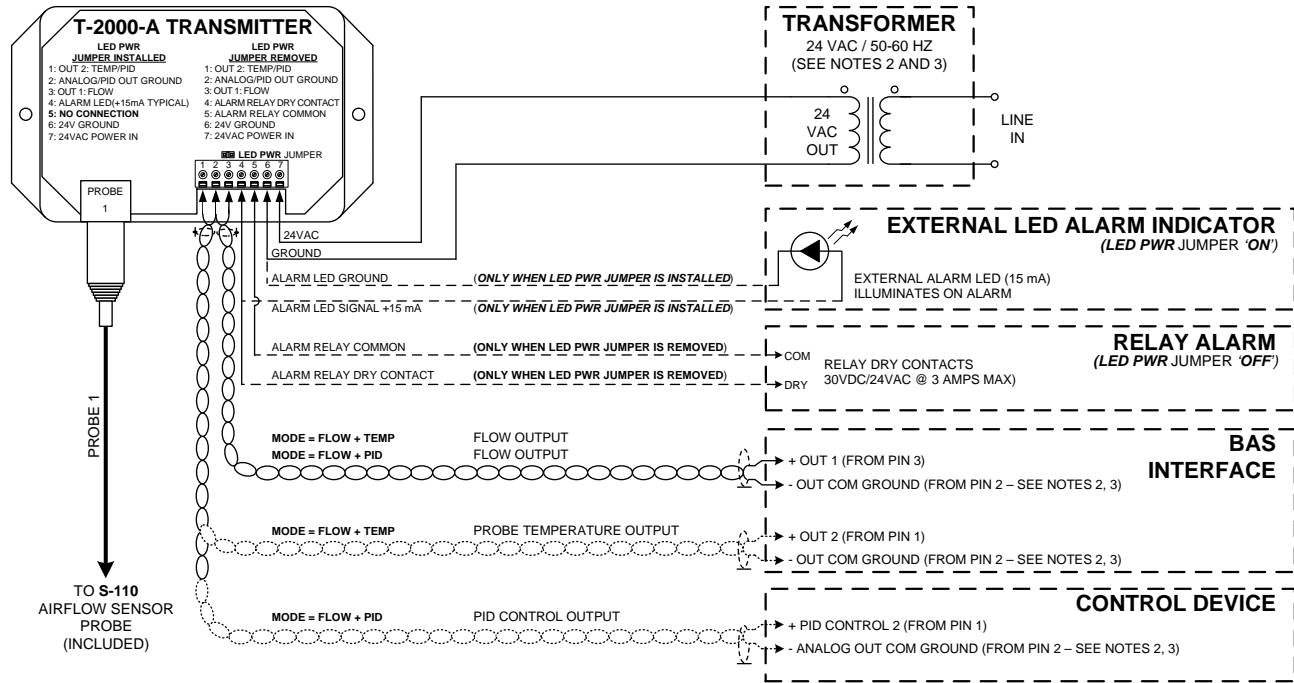 T-2000-A TRANSMITTER
LED PWR
JUMPER INSTALLED
1: OUT 2: TEMP/PID
2: ANALOG/PID OUT GROUND
3: OUT 1: FLOW
4: ALARM LED(+15mA TYPICAL)
5: NO CONNECTION
6: 24V GROUND
7: 24VAC POWER IN
LED PWR
JUMPER REMOVED
1: OUT 2: TEMP/PID
2: ANALOG/PID OUT GROUND
3: OUT 1: FLOW
4: ALARM RELAY DRY CONTACT
5: ALARM RELAY COMMON
6: 24V GROUND
7: 24VAC POWER IN
LED PWR JUMPER
1 2 3 4 5 6 7
PROBE
1
TRANSFORMER
24 VAC / 50-60 HZ
(SEE NOTES 2 AND 3)
24
VAC
OUT
LINE
IN
24VAC
GROUND
ALARM LED GROUND (ONLY WHEN LED PWR JUMPER IS INSTALLED)
ALARM LED SIGNAL +15 mA (ONLY WHEN LED PWR JUMPER IS INSTALLED)
EXTERNAL LED ALARM INDICATOR
(LED PWR JUMPER 'ON')
EXTERNAL ALARM LED (15 mA)
ILLUMINATES ON ALARM
ALARM RELAY COMMON (ONLY WHEN LED PWR JUMPER IS REMOVED)
ALARM RELAY DRY CONTACT (ONLY WHEN LED PWR JUMPER IS REMOVED)
RELAY ALARM
(LED PWR JUMPER 'OFF')
COM
DRY
RELAY DRY CONTACTS
30VDC/24VAC @ 3 AMPS MAX)
PROBE 1
MODE = FLOW + TEMP FLOW OUTPUT
MODE = FLOW + PID FLOW OUTPUT
BAS
INTERFACE
+ OUT 1 (FROM PIN 3)
- OUT COM GROUND (FROM PIN 2 – SEE NOTES 2, 3)
MODE = FLOW + TEMP PROBE TEMPERATURE OUTPUT
+ OUT 2 (FROM PIN 1)
- OUT COM GROUND (FROM PIN 2 – SEE NOTES 2, 3)
TO S-110
AIRFLOW SENSOR
PROBE
(INCLUDED)
MODE = FLOW + PID PID CONTROL OUTPUT
CONTROL DEVICE
+ PID CONTROL 2 (FROM PIN 1)
- ANALOG OUT COM GROUND (FROM PIN 2 – SEE NOTES 2, 3)